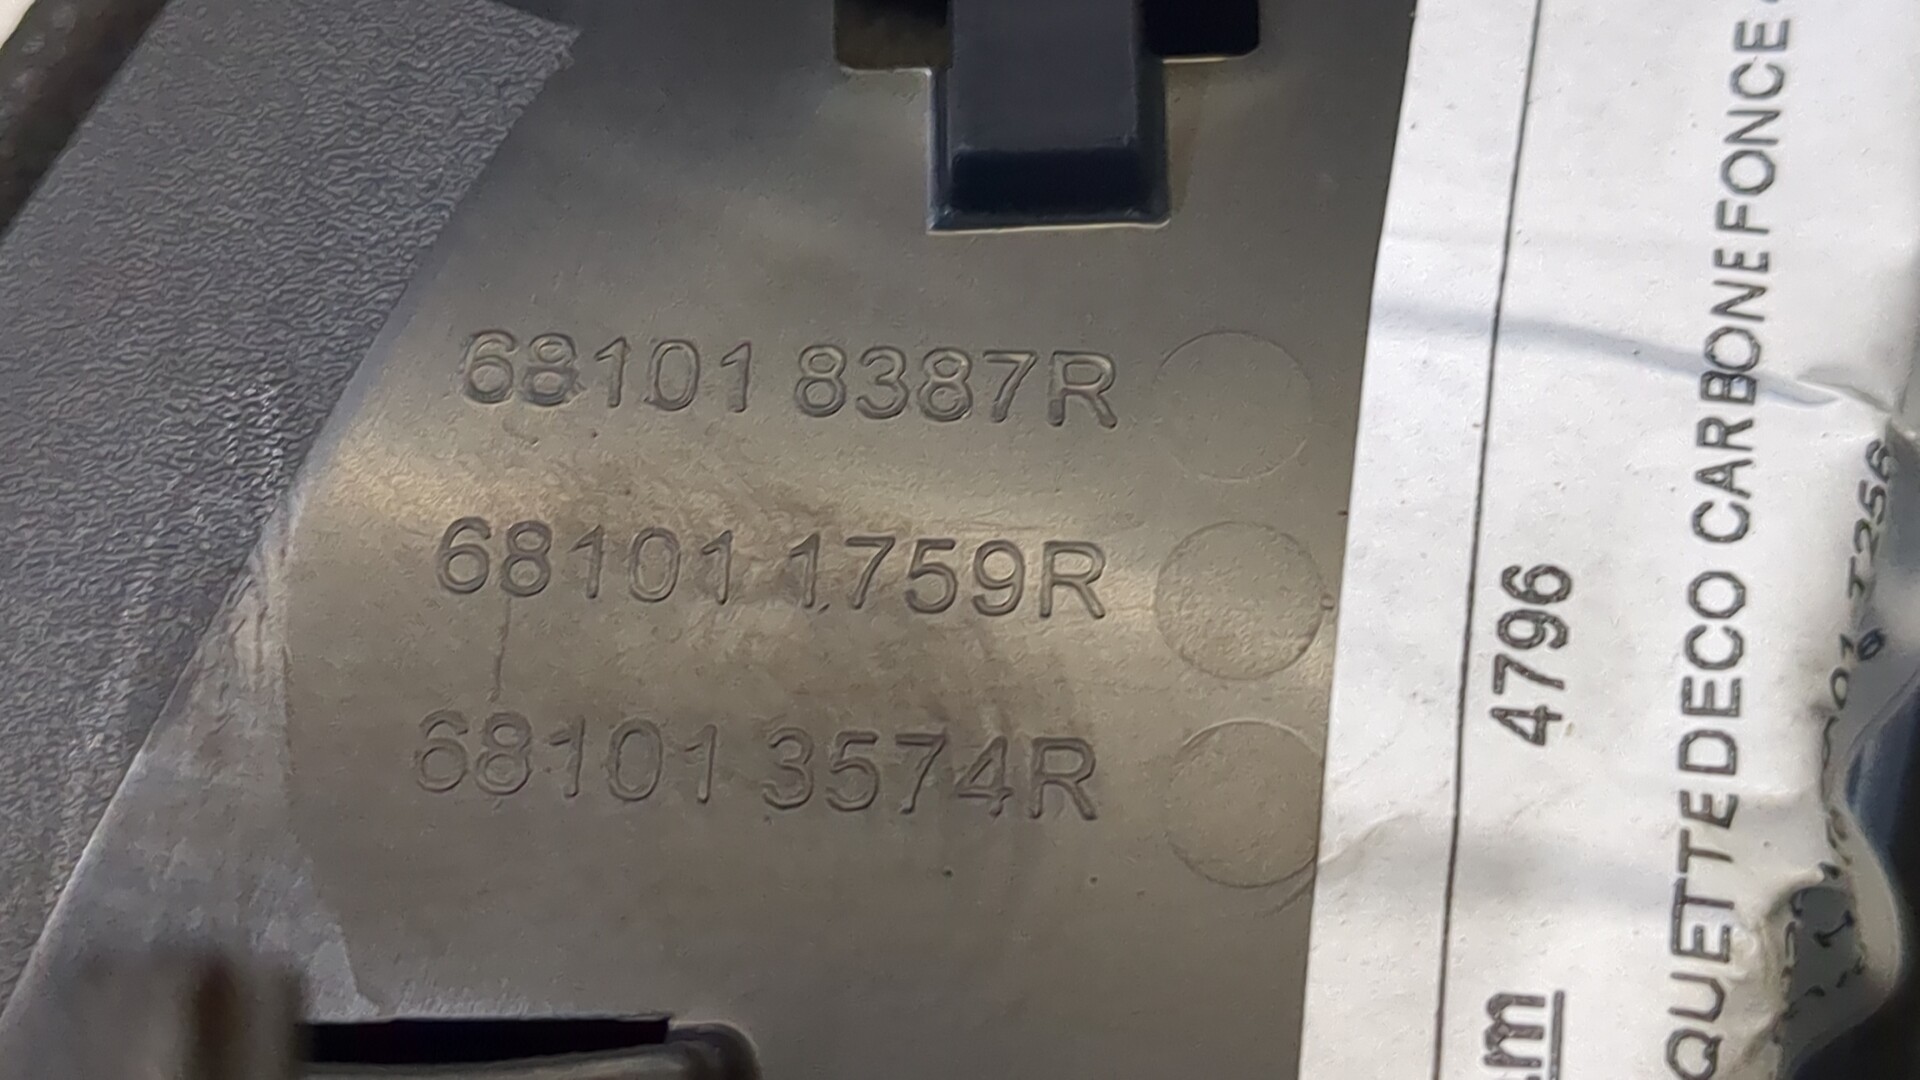 68101 8387R
68101 1759R
68101 3574R
4796
QUETTE DECO CARBONE FONCE